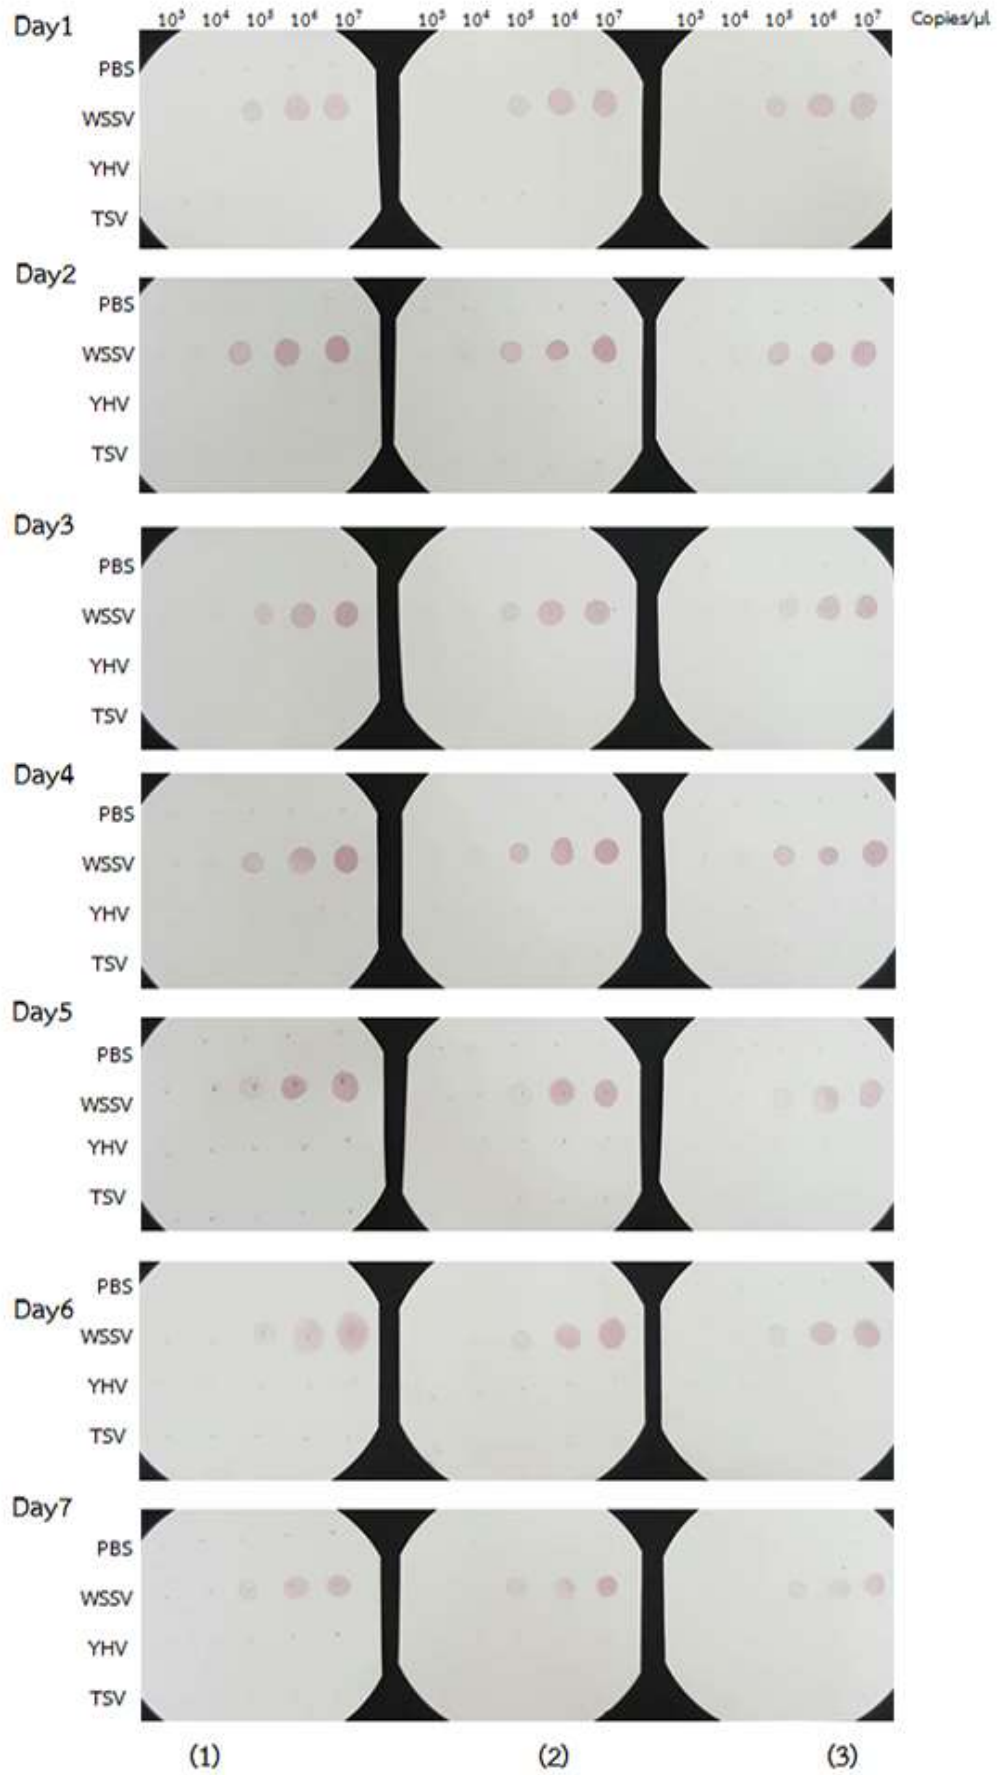 Day1 10³ 10⁴ 10⁵ 10⁶ 10⁷ 10³ 10⁴ 10⁵ 10⁶ 10⁷ 10³ 10⁴ 10⁵ 10⁶ 10⁷ Copies/µl
PBS
WSSV
YHV
TSV
Day2
PBS
WSSV
YHV
TSV
Day3
PBS
WSSV
YHV
TSV
Day4
PBS
WSSV
YHV
TSV
Day5
PBS
WSSV
YHV
TSV
PBS
Day6
WSSV
YHV
TSV
Day7
PBS
WSSV
YHV
TSV
(1) (2) (3)